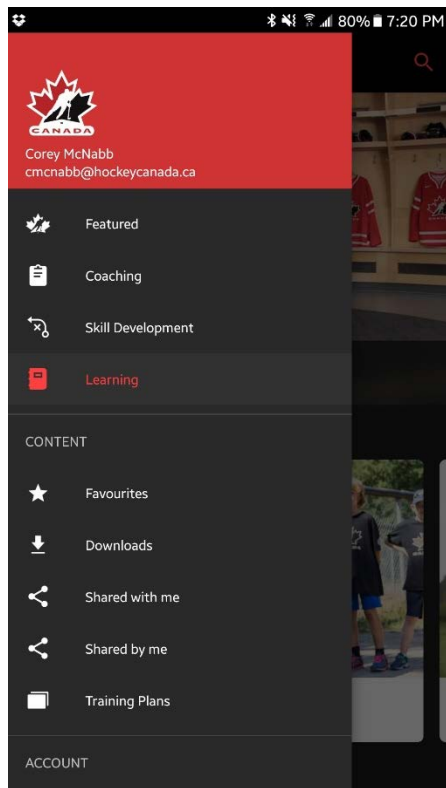 80% 7:20 PM
CANADA
Corey McNabb
cmcnabb@hockeycanada.ca
Featured
Coaching
Skill Development
Learning
CONTENT
Favourites
Downloads
Shared with me
Shared by me
Training Plans
ACCOUNT